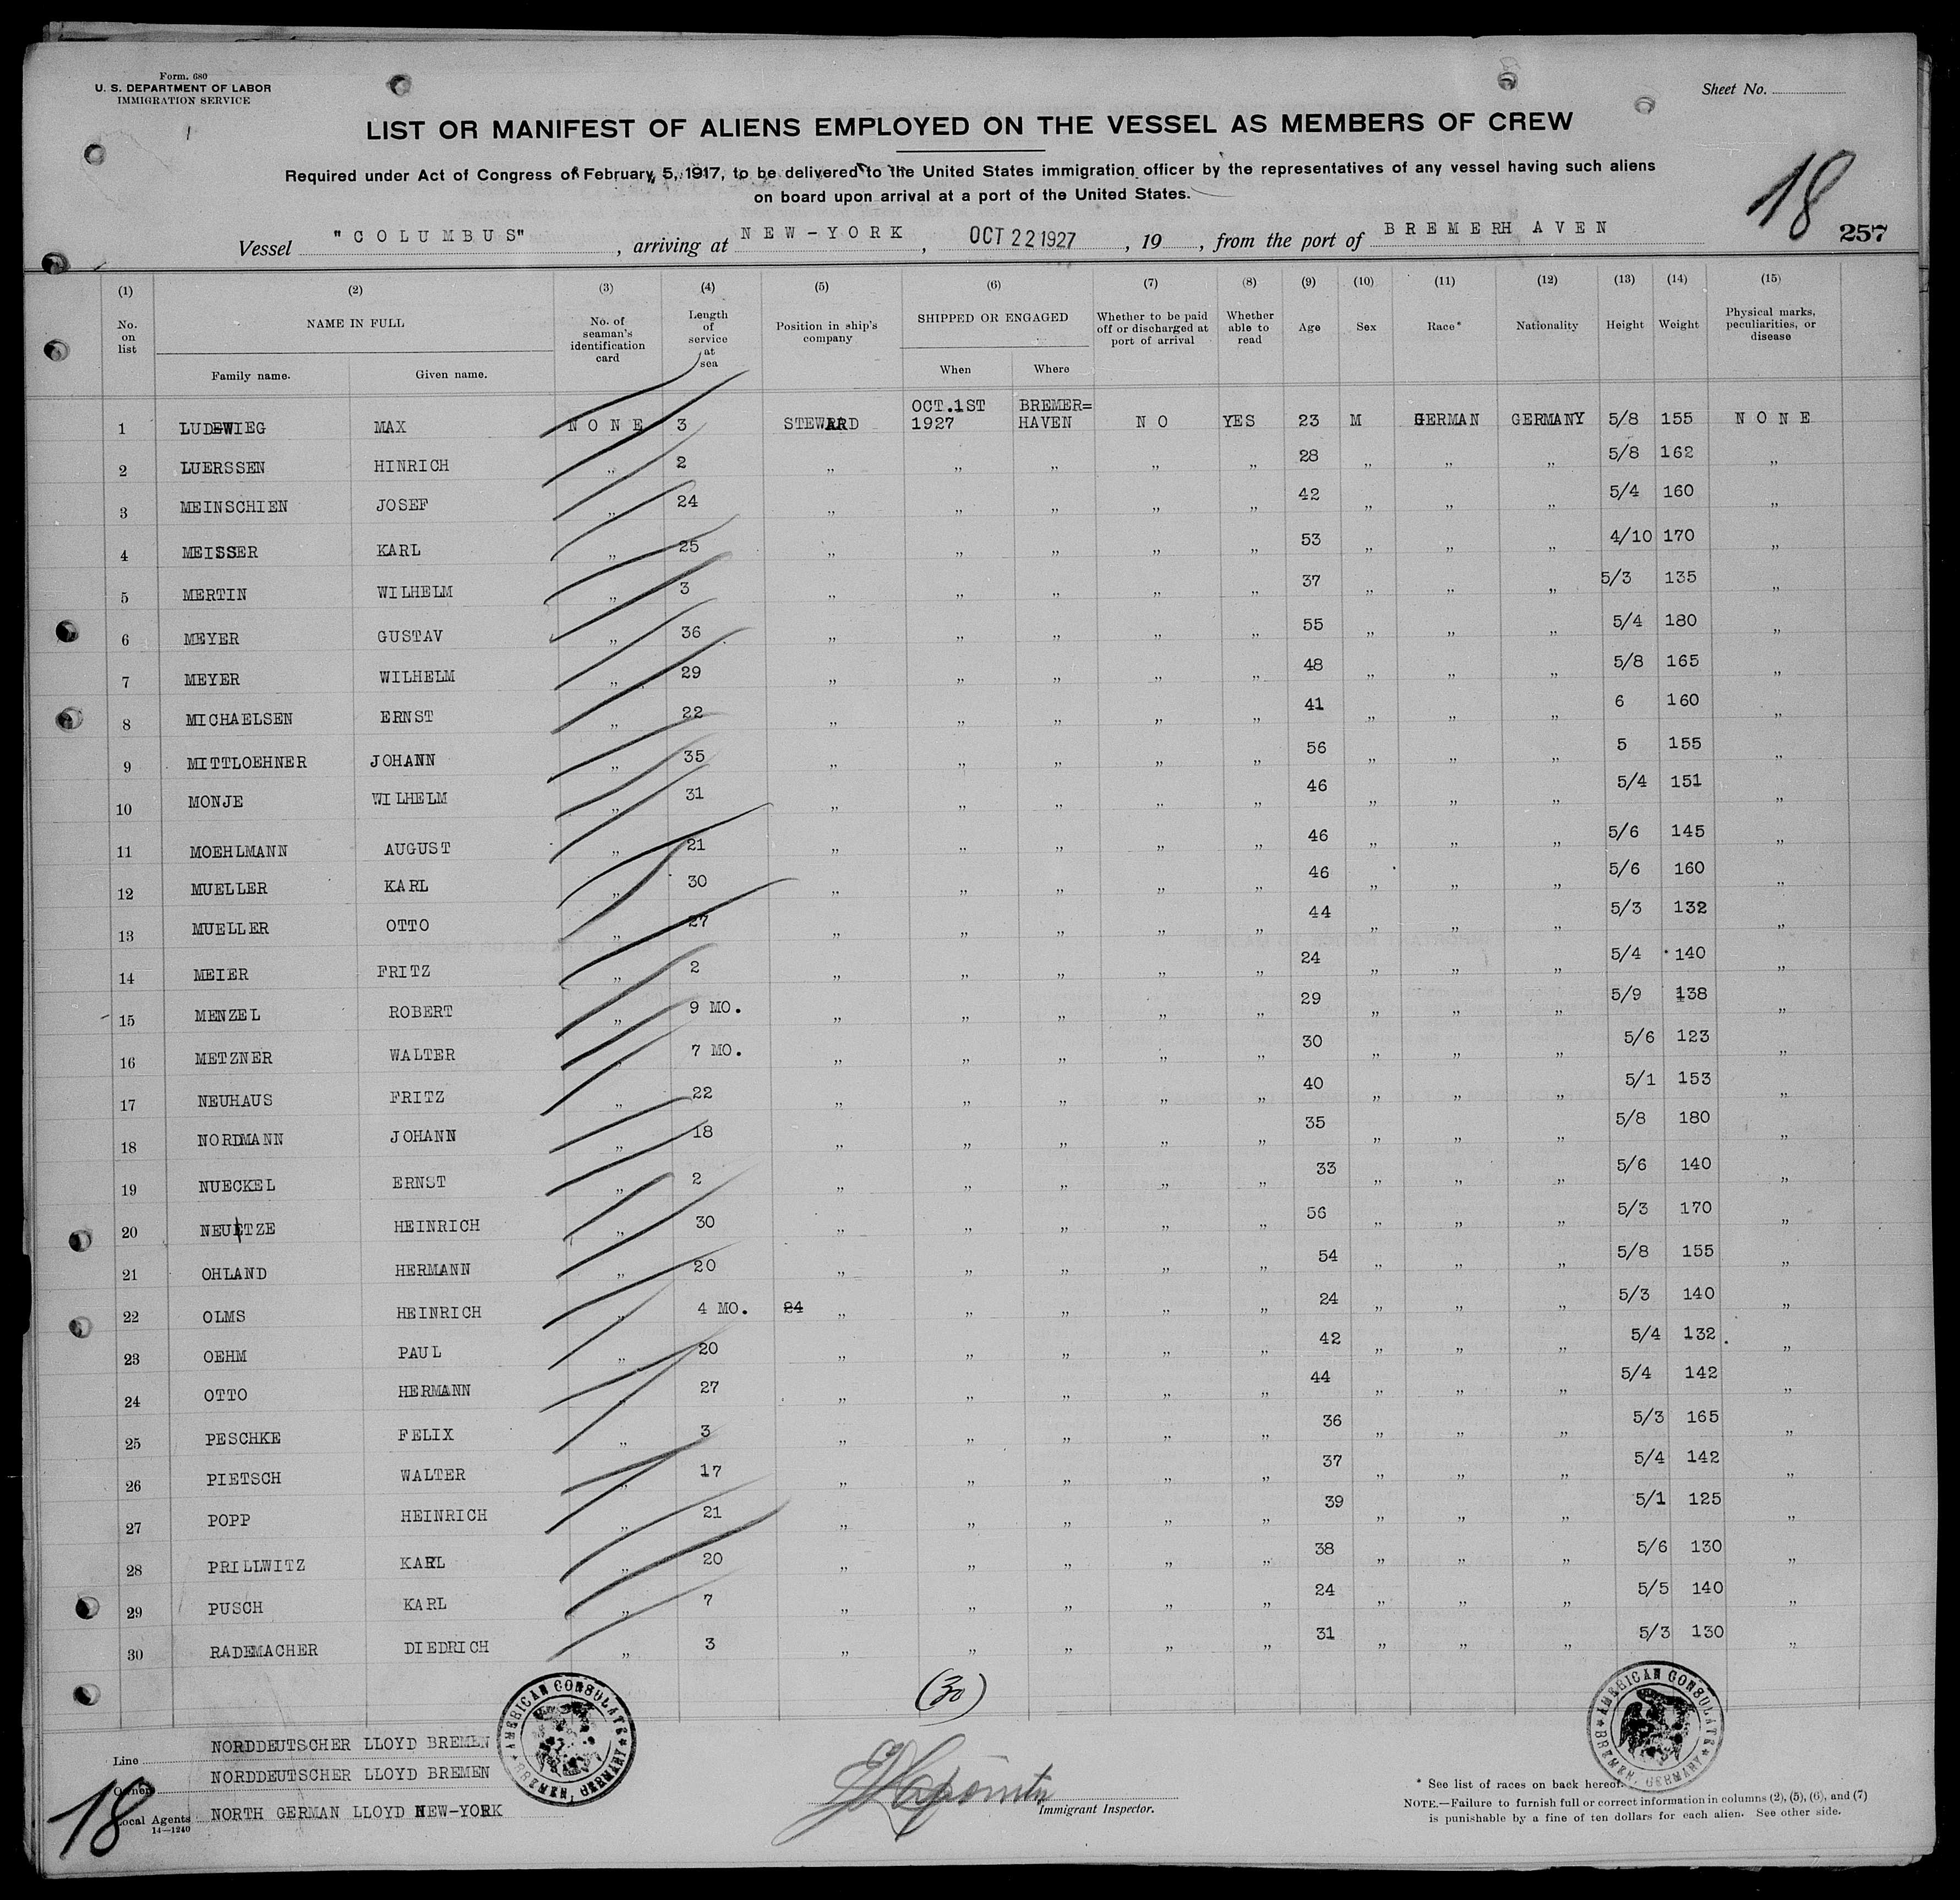 Form. 680
U. S. DEPARTMENT OF LABOR
IMMIGRATION SERVICE
Sheet No.
LIST OR MANIFEST OF ALIENS EMPLOYED ON THE VESSEL AS MEMBERS OF CREW
Required under Act of Congress of February 5, 1917, to be delivered to the United States immigration officer by the representatives of any vessel having such aliens
on board upon arrival at a port of the United States.
18
257
Vessel "COLUMBUS", arriving at NEW-YORK, OCT 22 1927, 19 , from the port of BREMERHAVEN
(1) (2) (3) (4) (5) (6) (7) (8) (9) (10) (11) (12) (13) (14) (15)
No. on list NAME IN FULL Family name. Given name. No. of seaman's identification card Length of service at sea Position in ship's company SHIPPED OR ENGAGED When Where Whether to be paid off or discharged at port of arrival Whether able to read Age Sex Race* Nationality Height Weight Physical marks, peculiarities, or disease
1 LUDEWIEG MAX NONE 3 STEWARD OCT.1ST 1927 BREMER=HAVEN NO YES 23 M GERMAN GERMANY 5/8 155 NONE
2 LUERSSEN HINRICH „ 2 „ „ „ „ „ 28 „ „ „ 5/8 162 „
3 MEINSCHIEN JOSEF „ 24 „ „ „ „ „ 42 „ „ „ 5/4 160 „
4 MEISSER KARL „ 25 „ „ „ „ „ 53 „ „ „ 4/10 170 „
5 MERTIN WILHELM „ 3 „ „ „ „ „ 37 „ „ „ 5/3 135 „
6 MEYER GUSTAV „ 36 „ „ „ „ „ 55 „ „ „ 5/4 180 „
7 MEYER WILHELM „ 29 „ „ „ „ „ 48 „ „ „ 5/8 165 „
8 MICHAELSEN ERNST „ 22 „ „ „ „ „ 41 „ „ „ 6 160 „
9 MITTLOEHNER JOHANN „ 35 „ „ „ „ „ 56 „ „ „ 5 155 „
10 MONJE WILHELM „ 31 „ „ „ „ „ 46 „ „ „ 5/4 151 „
11 MOEHLMANN AUGUST „ 21 „ „ „ „ „ 46 „ „ „ 5/6 145 „
12 MUELLER KARL „ 30 „ „ „ „ „ 46 „ „ „ 5/6 160 „
13 MUELLER OTTO „ 27 „ „ „ „ „ 44 „ „ „ 5/3 132 „
14 MEIER FRITZ „ 2 „ „ „ „ „ 24 „ „ „ 5/4 140 „
15 MENZEL ROBERT „ 9 MO. „ „ „ „ „ 29 „ „ „ 5/9 138 „
16 METZNER WALTER „ 7 MO. „ „ „ „ „ 30 „ „ „ 5/6 123 „
17 NEUHAUS FRITZ „ 22 „ „ „ „ „ 40 „ „ „ 5/1 153 „
18 NORDMANN JOHANN 18 „ „ „ „ „ 35 „ „ „ 5/8 180 „
19 NUECKEL ERNST „ 2 „ „ „ „ „ 33 „ „ „ 5/6 140 „
20 NEUETZE HEINRICH „ 30 „ „ „ „ „ 56 „ „ „ 5/3 170 „
21 OHLAND HERMANN „ 20 „ „ „ „ „ 54 „ „ „ 5/8 155 „
22 OLMS HEINRICH „ 4 MO. 24 „ „ „ „ „ 24 „ „ „ 5/3 140 „
23 OEHM PAUL „ 20 „ „ „ „ „ 42 „ „ „ 5/4 132. „
24 OTTO HERMANN 27 „ „ „ „ „ 44 „ „ „ 5/4 142 „
25 PESCHKE FELIX „ 3 „ „ „ „ „ 36 „ „ „ 5/3 165 „
26 PIETSCH WALTER „ 17 „ „ „ „ „ 37 „ „ „ 5/4 142 „
27 POPP HEINRICH „ 21 „ „ „ „ „ 39 „ „ „ 5/1 125 „
28 PRILLWITZ KARL „ 20 „ „ „ „ „ 38 „ „ „ 5/6 130 „
29 PUSCH KARL „ 7 „ „ „ „ „ 24 „ „ „ 5/5 140 „
30 RADEMACHER DIEDRICH „ 3 „ „ „ „ „ 31 „ „ „ 5/3 130 „
(30)
Line NORDDEUTSCHER LLOYD BREMEN
Owner NORDDEUTSCHER LLOYD BREMEN
Local Agents NORTH GERMAN LLOYD NEW-YORK
14—1240
18
AMERICAN CONSULATE BREMEN, GERMANY
Immigrant Inspector.
AMERICAN CONSULATE BREMEN, GERMANY
* See list of races on back hereof.
NOTE.—Failure to furnish full or correct information in columns (2), (5), (6), and (7)
is punishable by a fine of ten dollars for each alien. See other side.